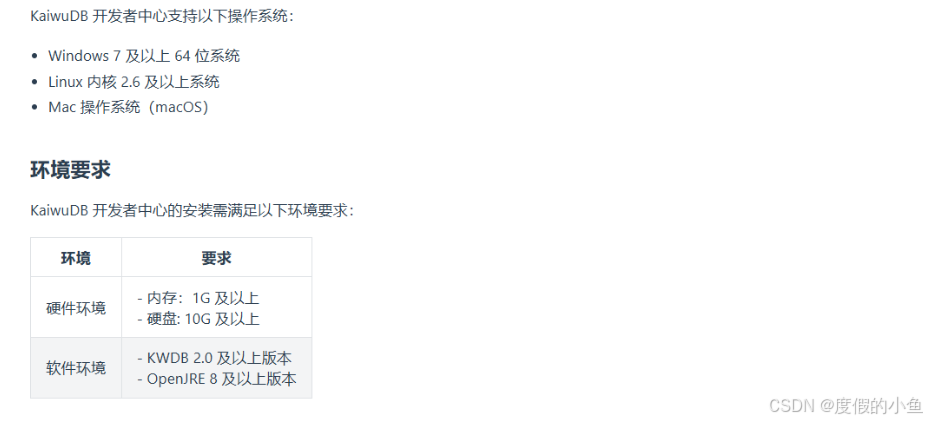 KaiwuDB 开发者中心支持以下操作系统：
• Windows 7 及以上 64 位系统
• Linux 内核 2.6 及以上系统
• Mac 操作系统（macOS）
环境要求
KaiwuDB 开发者中心的安装需满足以下环境要求：
环境 要求
硬件环境
- 内存：1G 及以上
- 硬盘: 10G 及以上
软件环境
- KWDB 2.0 及以上版本
- OpenJRE 8 及以上版本
CSDN @度假的小鱼